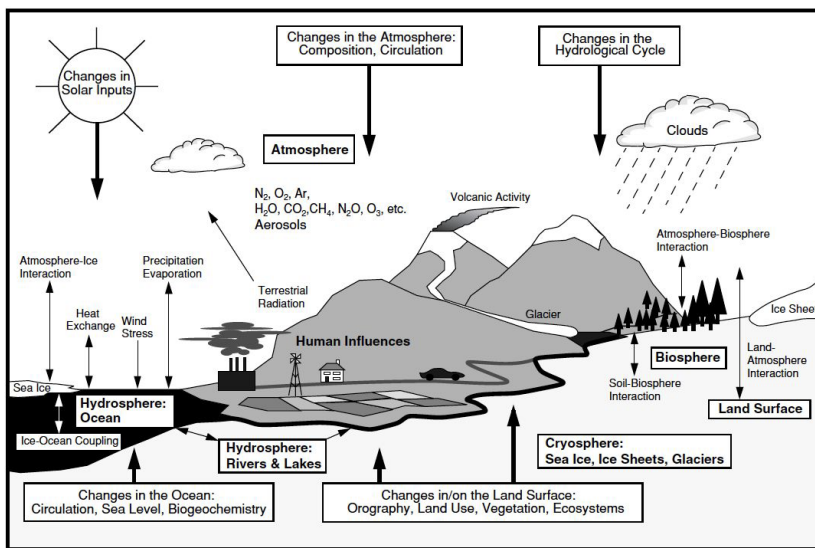 Changes in
Solar Inputs
Changes in the Atmosphere:
Composition, Circulation
Changes in the
Hydrological Cycle
Clouds
Atmosphere
N₂, O₂, Ar,
H₂O, CO₂,CH₄, N₂O, O₃, etc.
Aerosols
Volcanic Activity
Atmosphere-Biosphere
Interaction
Atmosphere-Ice
Interaction
Precipitation
Evaporation
Terrestrial
Radiation
Heat
Exchange
Wind
Stress
Human Influences
Glacier
Ice Sheet
Biosphere
Land-
Atmosphere
Interaction
Soil-Biosphere
Interaction
Land Surface
Sea Ice
Hydrosphere:
Ocean
Ice-Ocean Coupling
Hydrosphere:
Rivers & Lakes
Cryosphere:
Sea Ice, Ice Sheets, Glaciers
Changes in the Ocean:
Circulation, Sea Level, Biogeochemistry
Changes in/on the Land Surface:
Orography, Land Use, Vegetation, Ecosystems